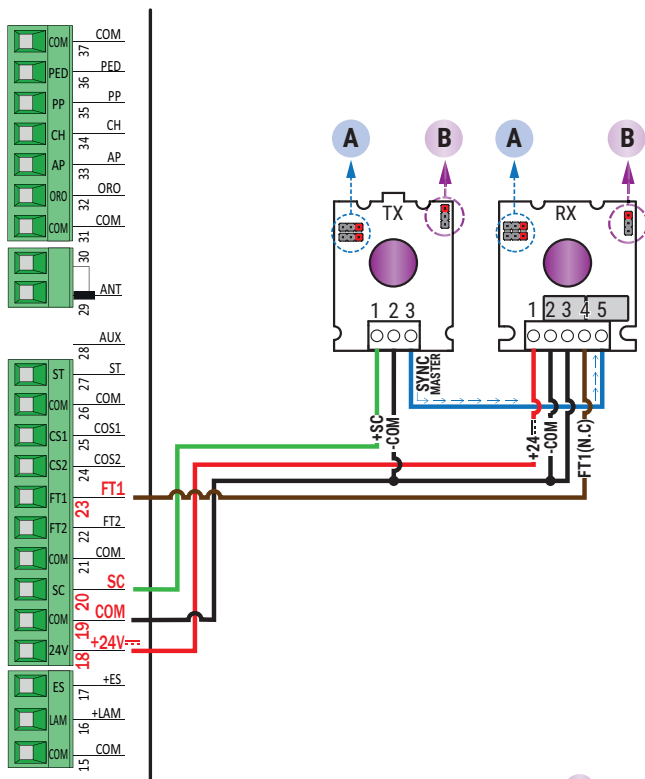 COM 37 COM
PED 36 PED
PP 35 PP
CH 34 CH
AP 33 AP
ORO 32 ORO
COM 31 COM
30
29 ANT
28 AUX
ST 27 ST
COM 26 COM
CS1 25 COS1
CS2 24 COS2
FT1 23 FT1
FT2 22 FT2
COM 21 COM
SC 20 SC
COM 19 COM
24V 18 +24V
ES 17 +ES
LAM 16 +LAM
COM 15 COM
A B A B
TX RX
1 2 3
1 2 3 4 5
SYNC
MASTER
+SC
-COM
+24
-COM
FT1(N.C)